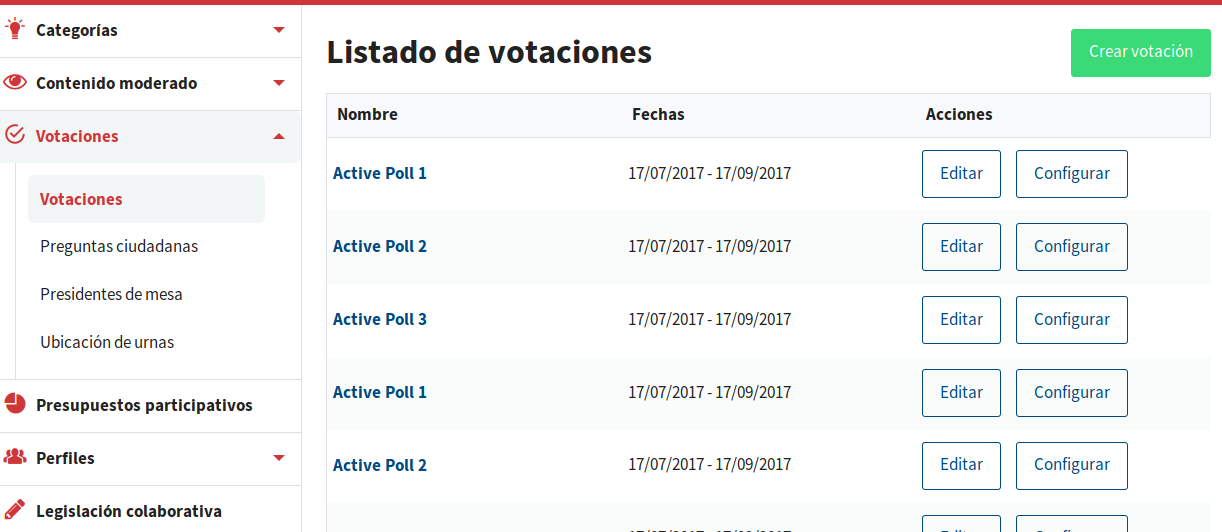 Categorías
Contenido moderado
Votaciones
Votaciones
Preguntas ciudadanas
Presidentes de mesa
Ubicación de urnas
Presupuestos participativos
Perfiles
Legislación colaborativa
Listado de votaciones
Crear votación
Nombre Fechas Acciones
Active Poll 1 17/07/2017 - 17/09/2017 Editar Configurar
Active Poll 2 17/07/2017 - 17/09/2017 Editar Configurar
Active Poll 3 17/07/2017 - 17/09/2017 Editar Configurar
Active Poll 1 17/07/2017 - 17/09/2017 Editar Configurar
Active Poll 2 17/07/2017 - 17/09/2017 Editar Configurar